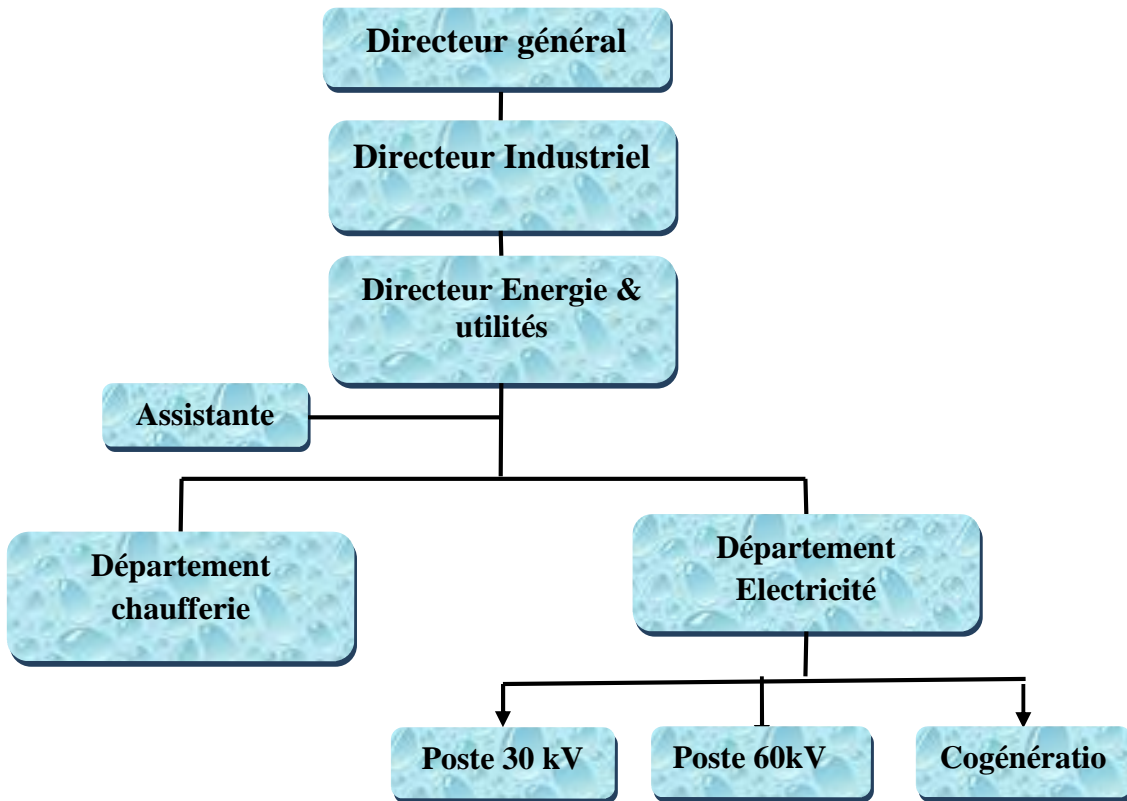 Directeur général
Directeur Industriel
Directeur Energie &
utilités
Assistante
Département
chaufferie
Département
Electricité
Poste 30 kV
Poste 60kV
Cogénératio